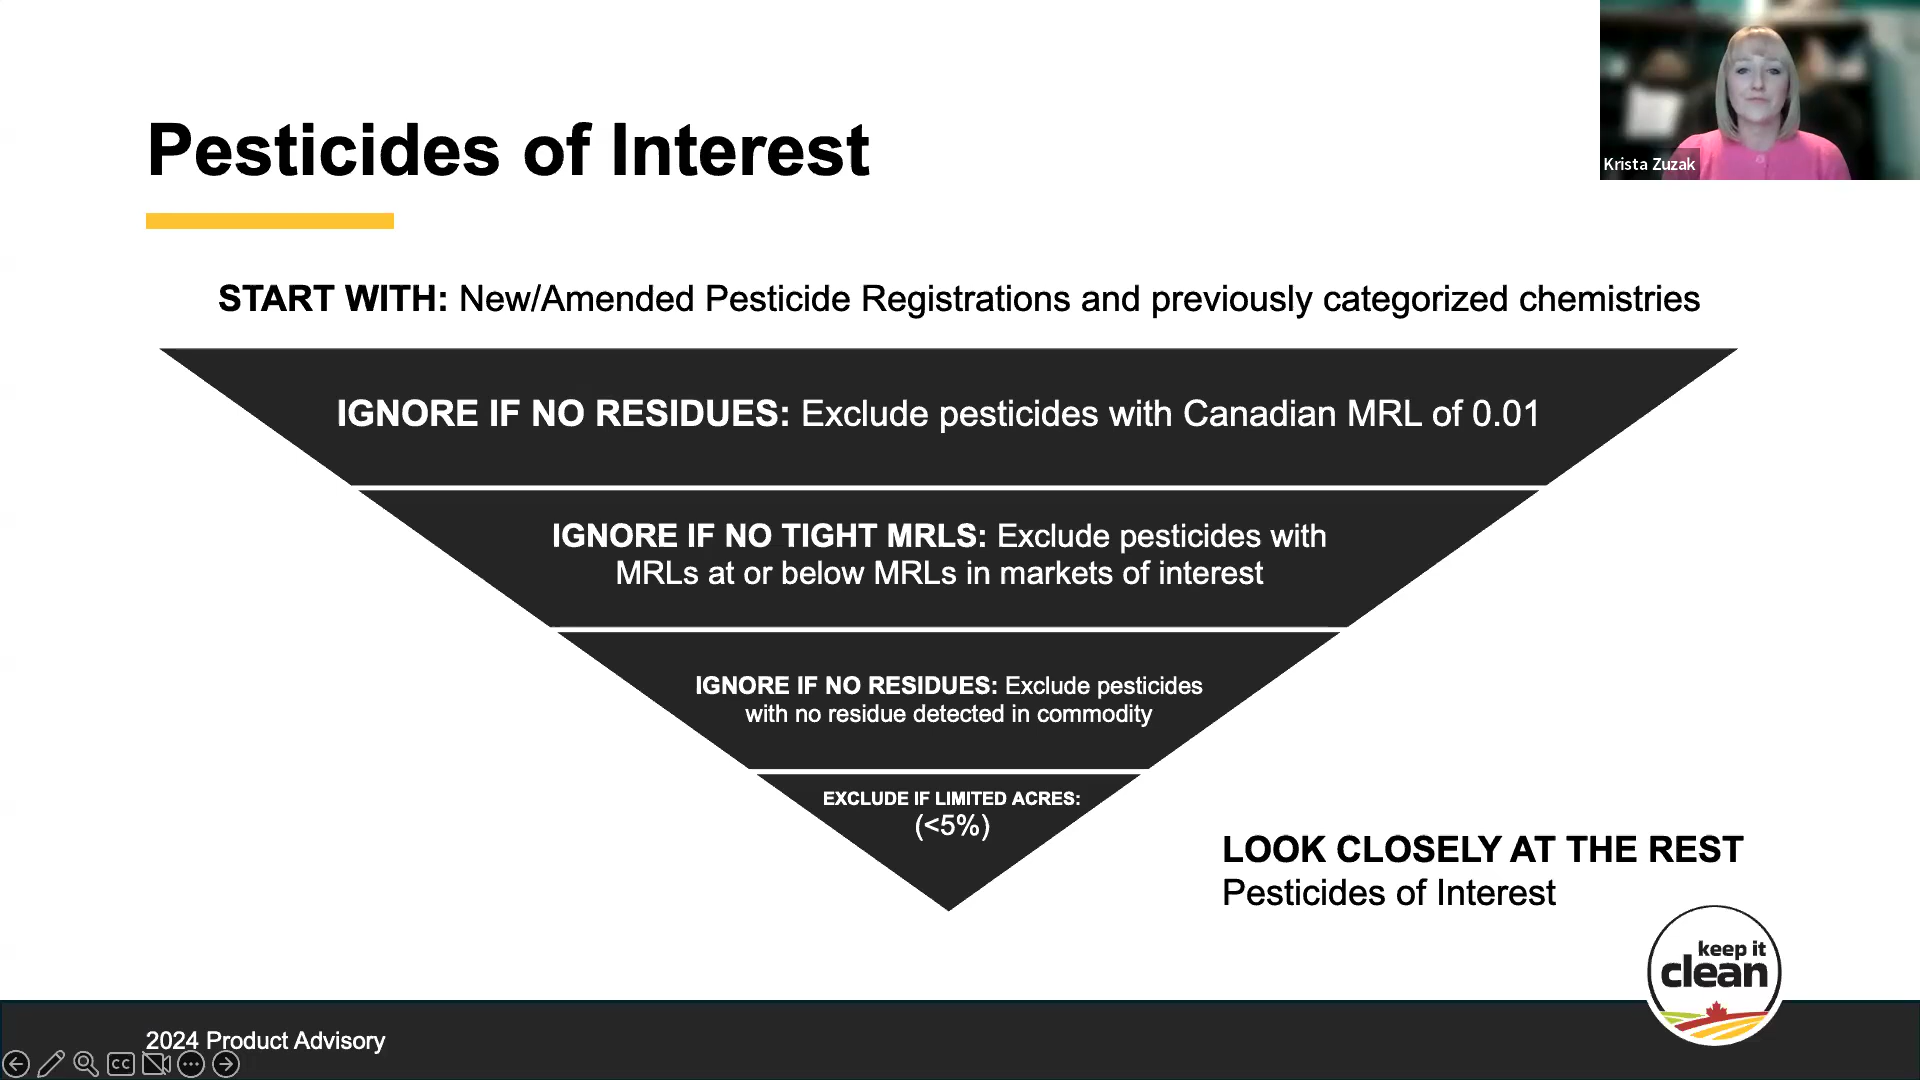 Krista Zuzak
Pesticides of Interest
START WITH: New/Amended Pesticide Registrations and previously categorized chemistries
IGNORE IF NO RESIDUES: Exclude pesticides with Canadian MRL of 0.01
IGNORE IF NO TIGHT MRLS: Exclude pesticides with
MRLs at or below MRLs in markets of interest
IGNORE IF NO RESIDUES: Exclude pesticides
with no residue detected in commodity
EXCLUDE IF LIMITED ACRES:
(<5%)
LOOK CLOSELY AT THE REST
Pesticides of Interest
keep it
clean
2024 Product Advisory
CC